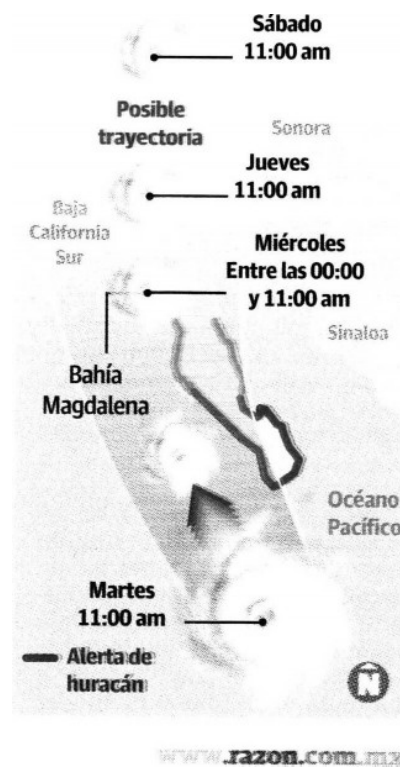 Sábado
11:00 am
Posible
trayectoria
Sonora
Jueves
11:00 am
Baja
California
Sur
Miércoles
Entre las 00:00
y 11:00 am
Sinaloa
Bahía
Magdalena
Océano
Pacífico
Martes
11:00 am
Alerta de
huracán
N
www.razon.com.mx